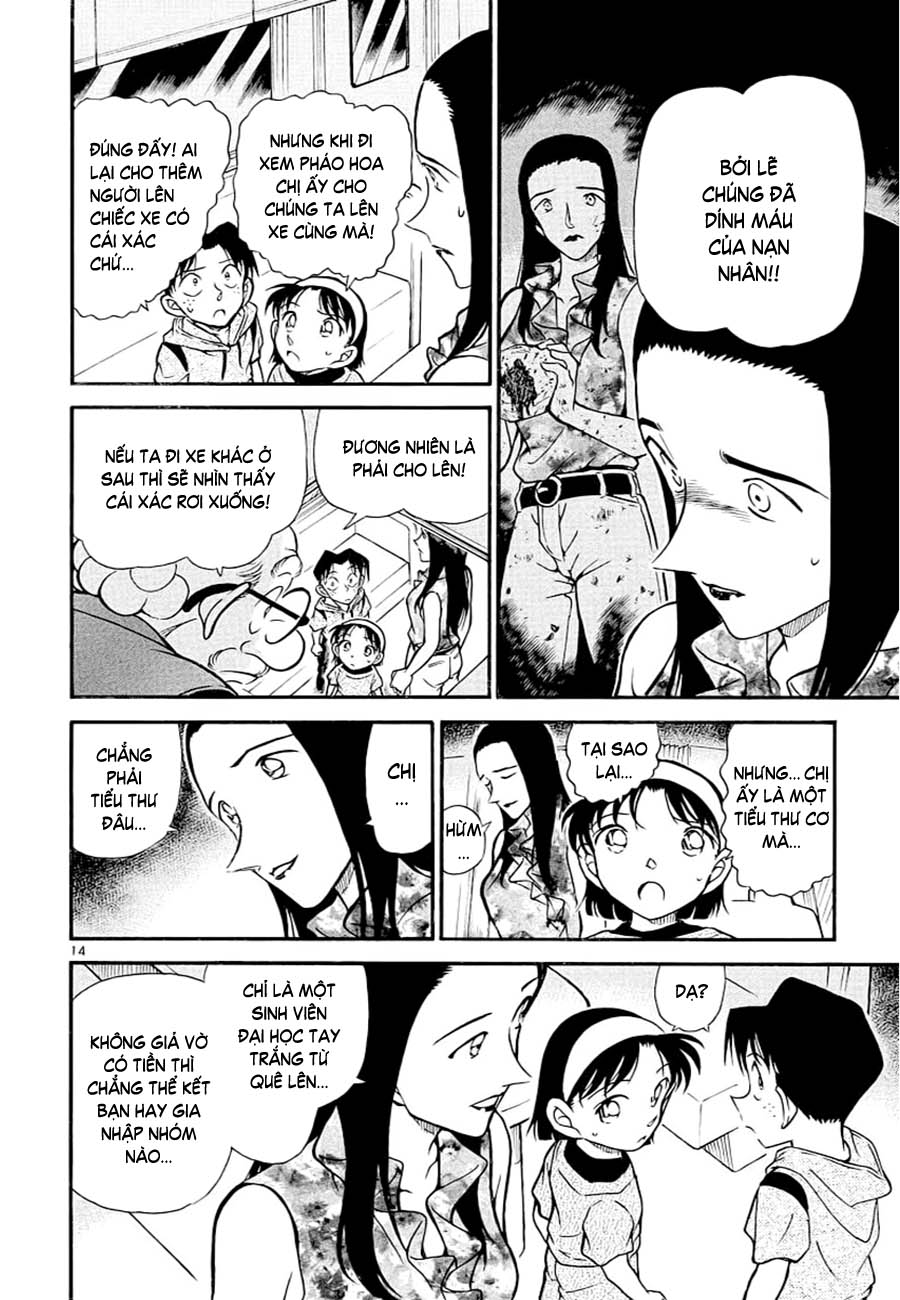 BỞI LẼ
CHÚNG ĐÃ
DÍNH MÁU
CỦA NẠN
NHÂN!!
NHƯNG KHI ĐI
XEM PHÁO HOA
CHỊ ẤY CHO
CHÚNG TA LÊN
XE CÙNG MÀ!
ĐÚNG ĐẤY! AI
LẠI CHO THÊM
NGƯỜI LÊN
CHIẾC XE CÓ
CÁI XÁC
CHỨ...
ĐƯƠNG NHIÊN LÀ
PHẢI CHO LÊN!
NẾU TA ĐI XE KHÁC Ở
SAU THÌ SẼ NHÌN THẤY
CÁI XÁC RƠI XUỐNG!
NHƯNG... CHỊ
ẤY LÀ MỘT
TIỂU THƯ CƠ
MÀ...
TẠI SAO
LẠI...
HỪM
...
CHỊ
...
CHẲNG
PHẢI
TIỂU THƯ
ĐÂU...
14
DẠ?
CHỈ LÀ MỘT
SINH VIÊN
ĐẠI HỌC TAY
TRẮNG TỪ
QUÊ LÊN...
KHÔNG GIẢ VỜ
CÓ TIỀN THÌ
CHẲNG THỂ KẾT
BẠN HAY GIA
NHẬP NHÓM
NÀO...